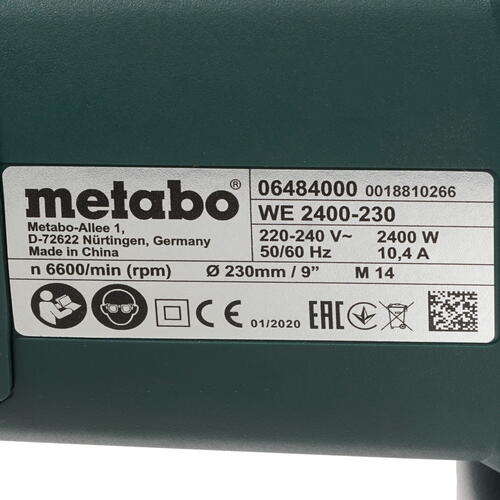 metabo®
Metabo-Allee 1,
D-72622 Nürtingen, Germany
Made in China
06484000 0018810266
WE 2400-230
220-240 V~ 2400 W
50/60 Hz 10,4 A
n 6600/min (rpm) Ø 230mm / 9” M 14
CE 01/2020 EAC